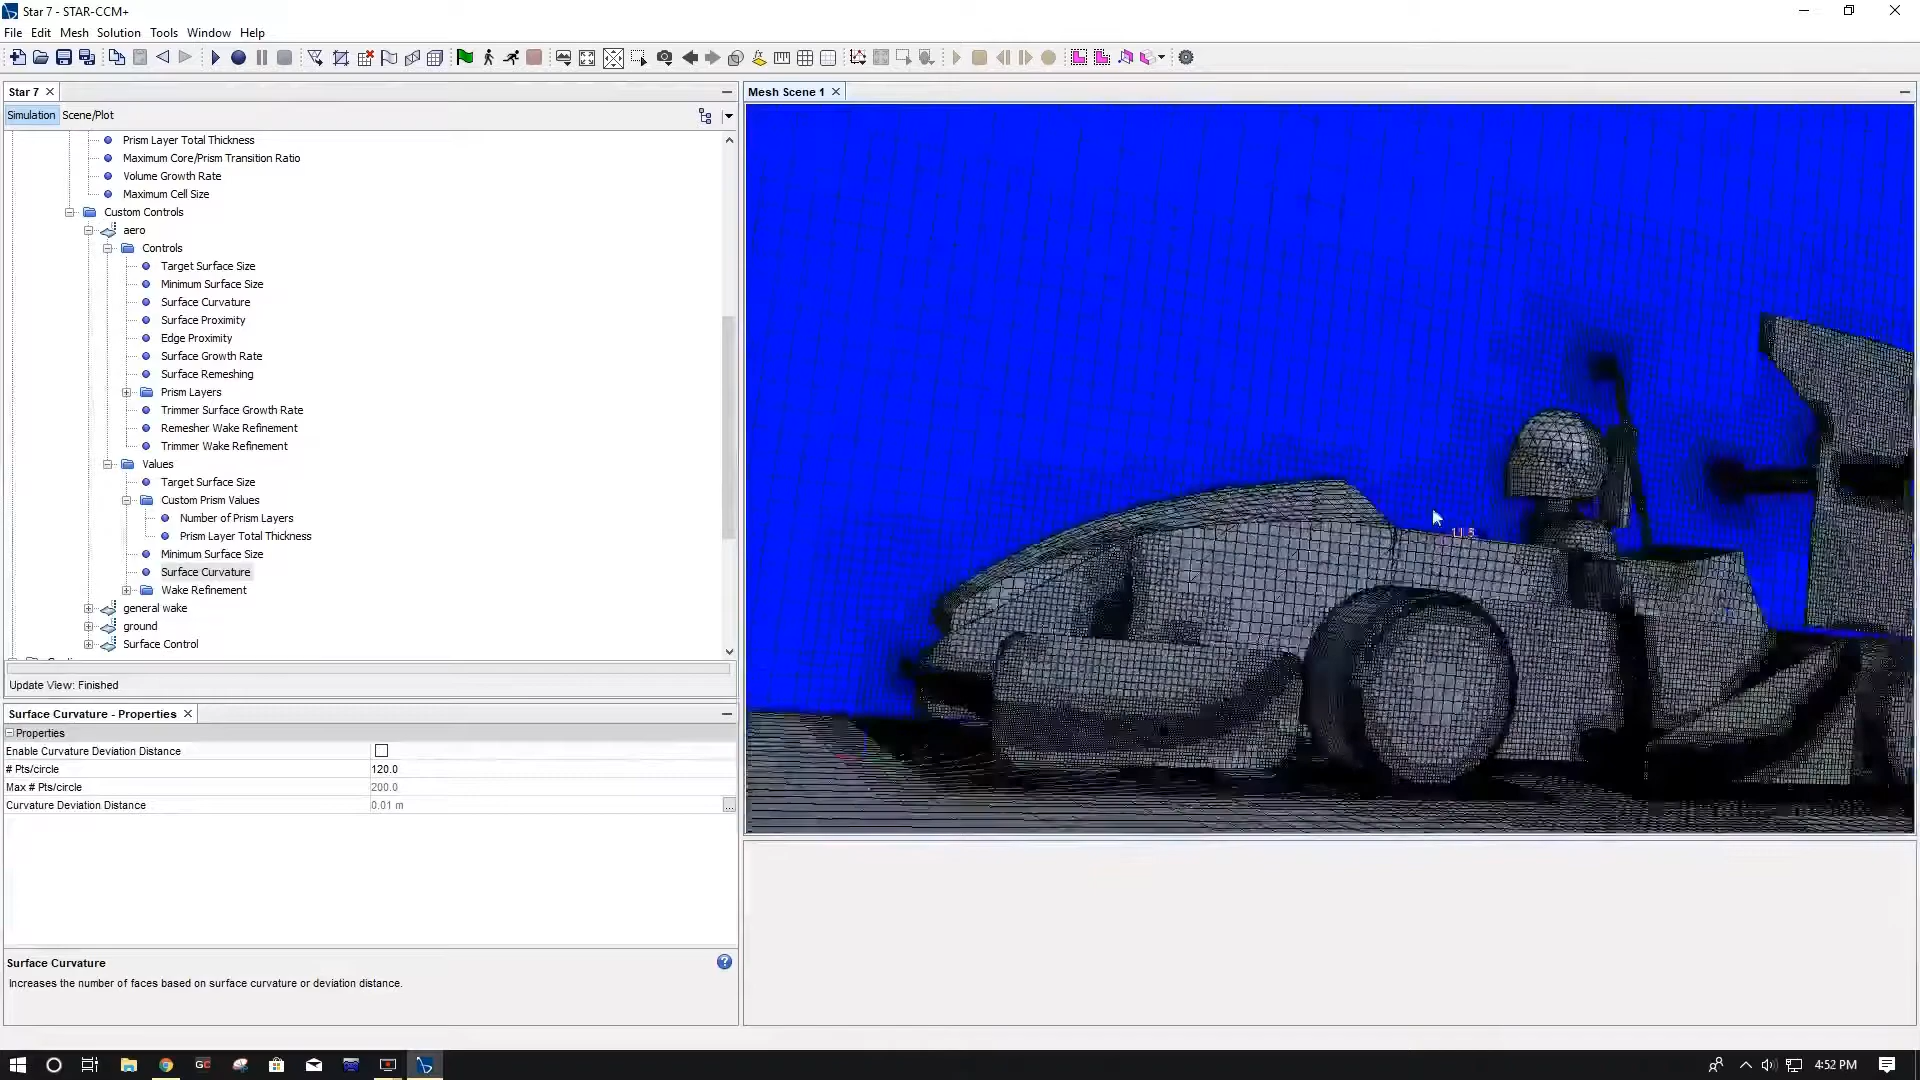 Star 7 - STAR-CCM+
File Edit Mesh Solution Tools Window Help
Star 7
Simulation Scene/Plot
Prism Layer Total Thickness
Maximum Core/Prism Transition Ratio
Volume Growth Rate
Maximum Cell Size
Custom Controls
aero
Controls
Target Surface Size
Minimum Surface Size
Surface Curvature
Surface Proximity
Edge Proximity
Surface Growth Rate
Surface Remeshing
Prism Layers
Trimmer Surface Growth Rate
Remesher Wake Refinement
Trimmer Wake Refinement
Values
Target Surface Size
Custom Prism Values
Number of Prism Layers
Prism Layer Total Thickness
Minimum Surface Size
Surface Curvature
Wake Refinement
general wake
ground
Surface Control
Update View: Finished
Surface Curvature - Properties
Properties
Enable Curvature Deviation Distance
# Pts/circle 120.0
Max # Pts/circle 200.0
Curvature Deviation Distance 0.01 m ...
Surface Curvature
Increases the number of faces based on surface curvature or deviation distance.
Mesh Scene 1
GC
4:52 PM